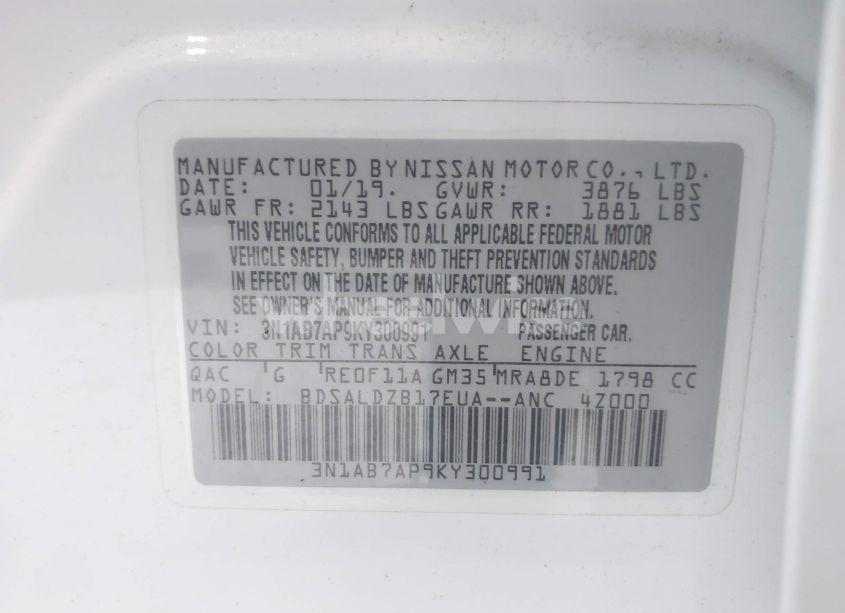 MANUFACTURED BY NISSAN MOTOR CO., LTD.
DATE: 01/19. GVWR: 3876 LBS
GAWR FR: 2143 LBS GAWR RR: 1881 LBS
THIS VEHICLE CONFORMS TO ALL APPLICABLE FEDERAL MOTOR
VEHICLE SAFETY, BUMPER AND THEFT PREVENTION STANDARDS
IN EFFECT ON THE DATE OF MANUFACTURE SHOWN ABOVE.
SEE OWNER'S MANUAL FOR ADDITIONAL INFORMATION.
VIN: 3N1AB7AP9KY300991 PASSENGER CAR.
COLOR TRIM TRANS AXLE ENGINE
QAC G RE0F11A GM35 MRA8DE 1798 CC
MODEL: BDSALDZB17EUA--ANC 4Z000
3N1AB7AP9KY300991